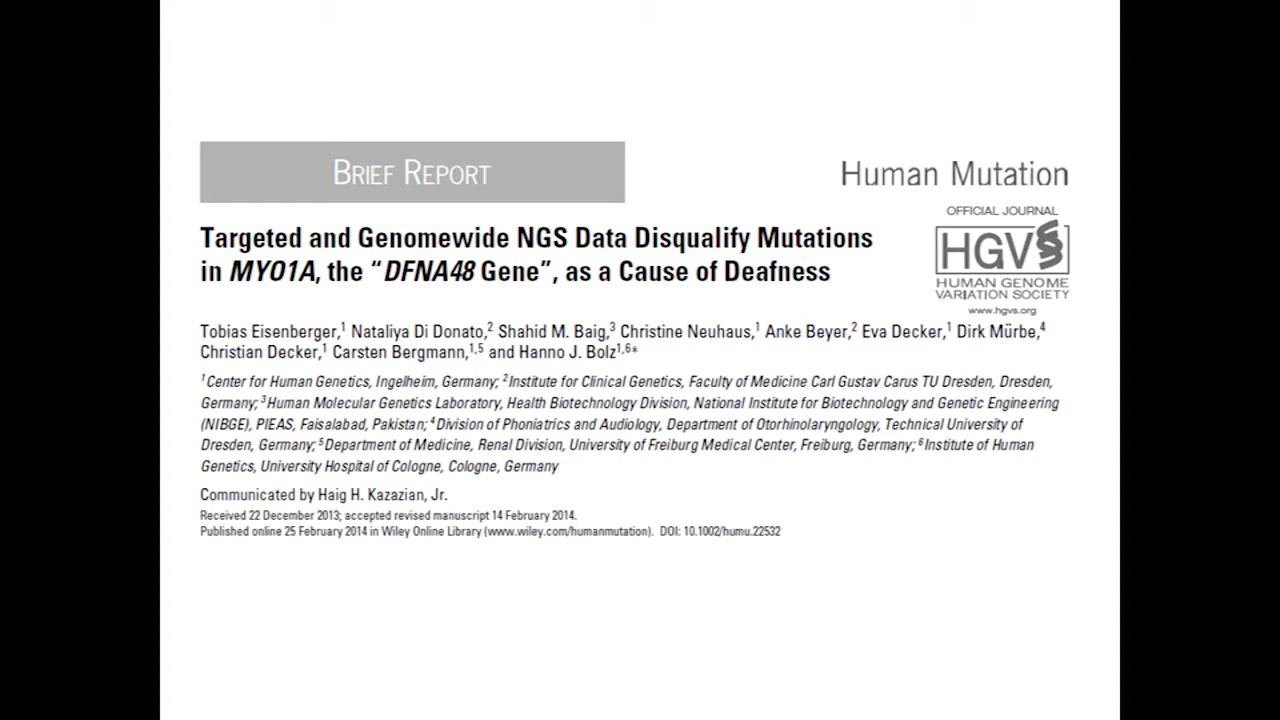 BRIEF REPORT
Human Mutation
OFFICIAL JOURNAL
HGVS
HUMAN GENOME
VARIATION SOCIETY
www.hgvs.org
Targeted and Genomewide NGS Data Disqualify Mutations
in MYO1A, the “DFNA48 Gene”, as a Cause of Deafness
Tobias Eisenberger,1 Nataliya Di Donato,2 Shahid M. Baig,3 Christine Neuhaus,1 Anke Beyer,2 Eva Decker,1 Dirk Mürbe,4
Christian Decker,1 Carsten Bergmann,1,5 and Hanno J. Bolz1,6*
1Center for Human Genetics, Ingelheim, Germany; 2Institute for Clinical Genetics, Faculty of Medicine Carl Gustav Carus TU Dresden, Dresden,
Germany; 3Human Molecular Genetics Laboratory, Health Biotechnology Division, National Institute for Biotechnology and Genetic Engineering
(NIBGE), PIEAS, Faisalabad, Pakistan; 4Division of Phoniatrics and Audiology, Department of Otorhinolaryngology, Technical University of
Dresden, Germany; 5Department of Medicine, Renal Division, University of Freiburg Medical Center, Freiburg, Germany; 6Institute of Human
Genetics, University Hospital of Cologne, Cologne, Germany
Communicated by Haig H. Kazazian, Jr.
Received 22 December 2013; accepted revised manuscript 14 February 2014.
Published online 25 February 2014 in Wiley Online Library (www.wiley.com/humanmutation). DOI: 10.1002/humu.22532